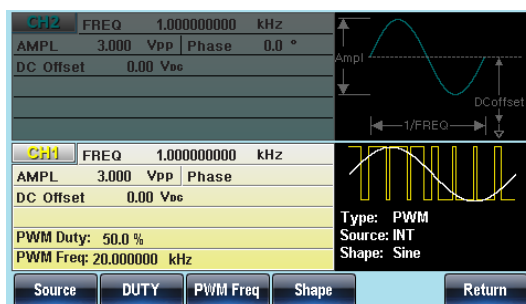 CH2 FREQ 1.000000000 kHz
AMPL 3.000 Vpp Phase 0.0 °
DC Offset 0.00 VDC
Ampl
DCoffset
1/FREQ
CH1 FREQ 1.000000000 kHz
AMPL 3.000 Vpp Phase
DC Offset 0.00 VDC
PWM Duty: 50.0 %
PWM Freq: 20.000000 kHz
Type: PWM
Source: INT
Shape: Sine
Source DUTY PWM Freq Shape Return